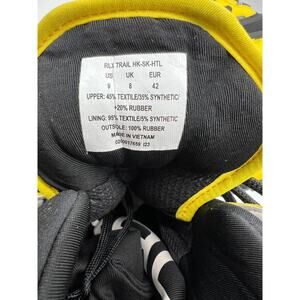 RLX TRAIL HK-SK-HTL
US UK EUR
9 8 42
UPPER: 45% TEXTILE/35% SYNTHETIC/
+20% RUBBER
LINING: 95% TEXTILE/5% SYNTHETIC
OUTSOLE: 100% RUBBER
MADE IN VIETNAM